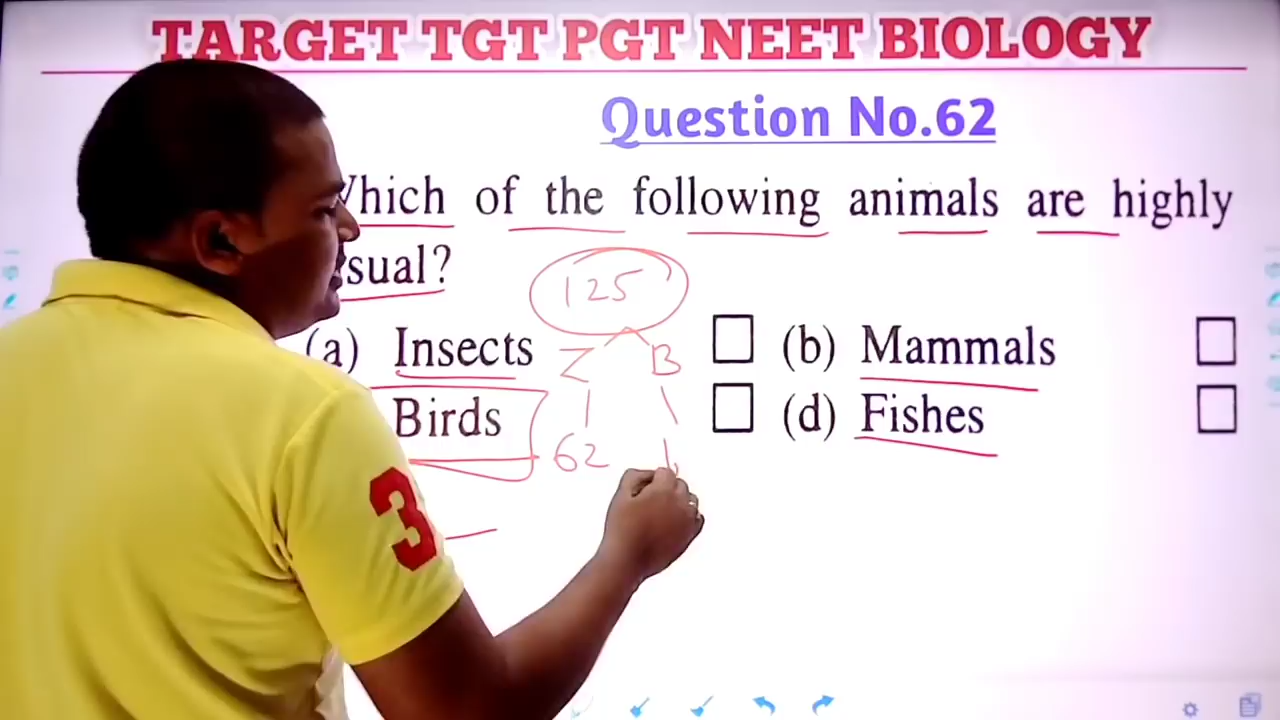 TARGET TGT PGT NEET BIOLOGY
Question No.62
Which of the following animals are highly
sual?
125
(a) Insects
(b) Mammals
Z B
Birds
(d) Fishes
62
3